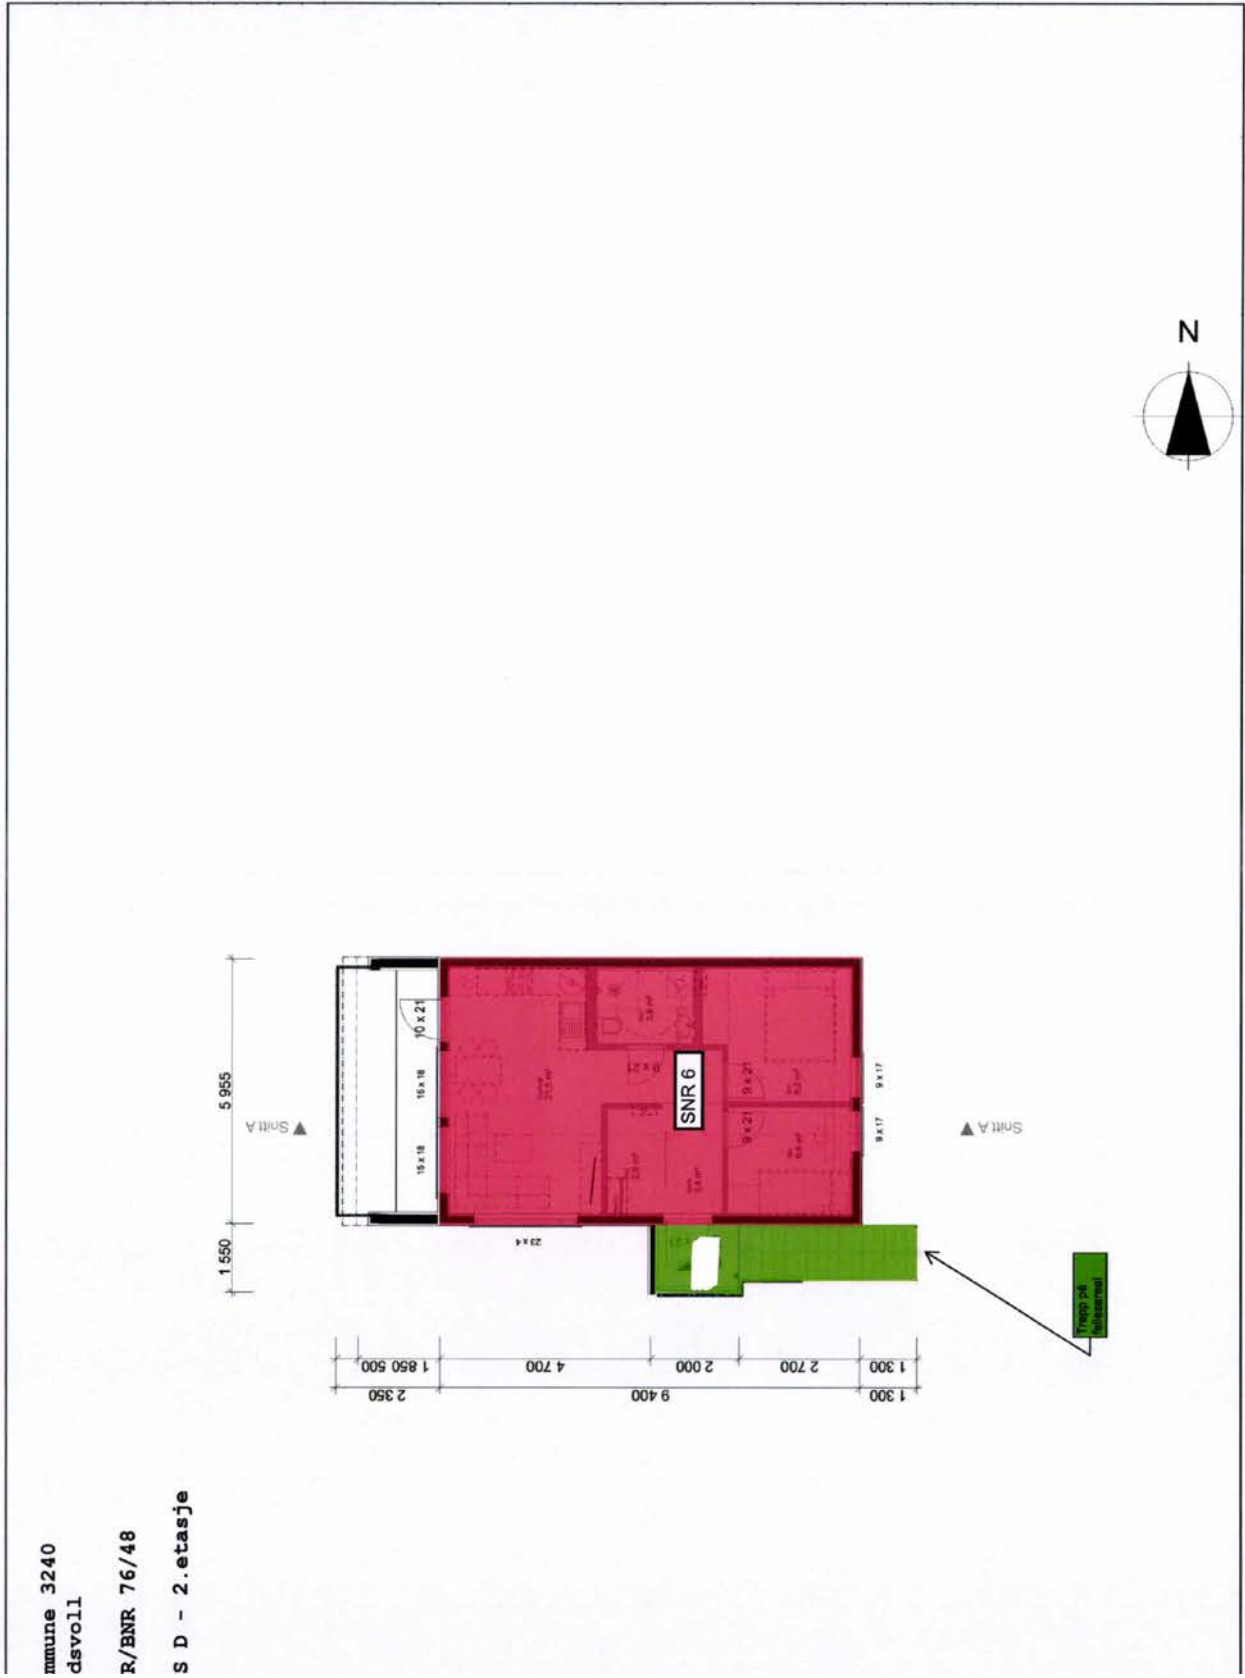 mmune 3240
dsvoll
R/BNR 76/48
S D - 2.etasje
N
5 955
1 550
Snitt A
10 x 21
15 x 18
15 x 18
23 x 4
SNR 6
9 x 21
9 x 21
9 x 17
9 x 17
Snitt A
1 850 500
4 700
2 000
2 700
1 300
2 350
9 400
1 300
Trapp på
fellesareal